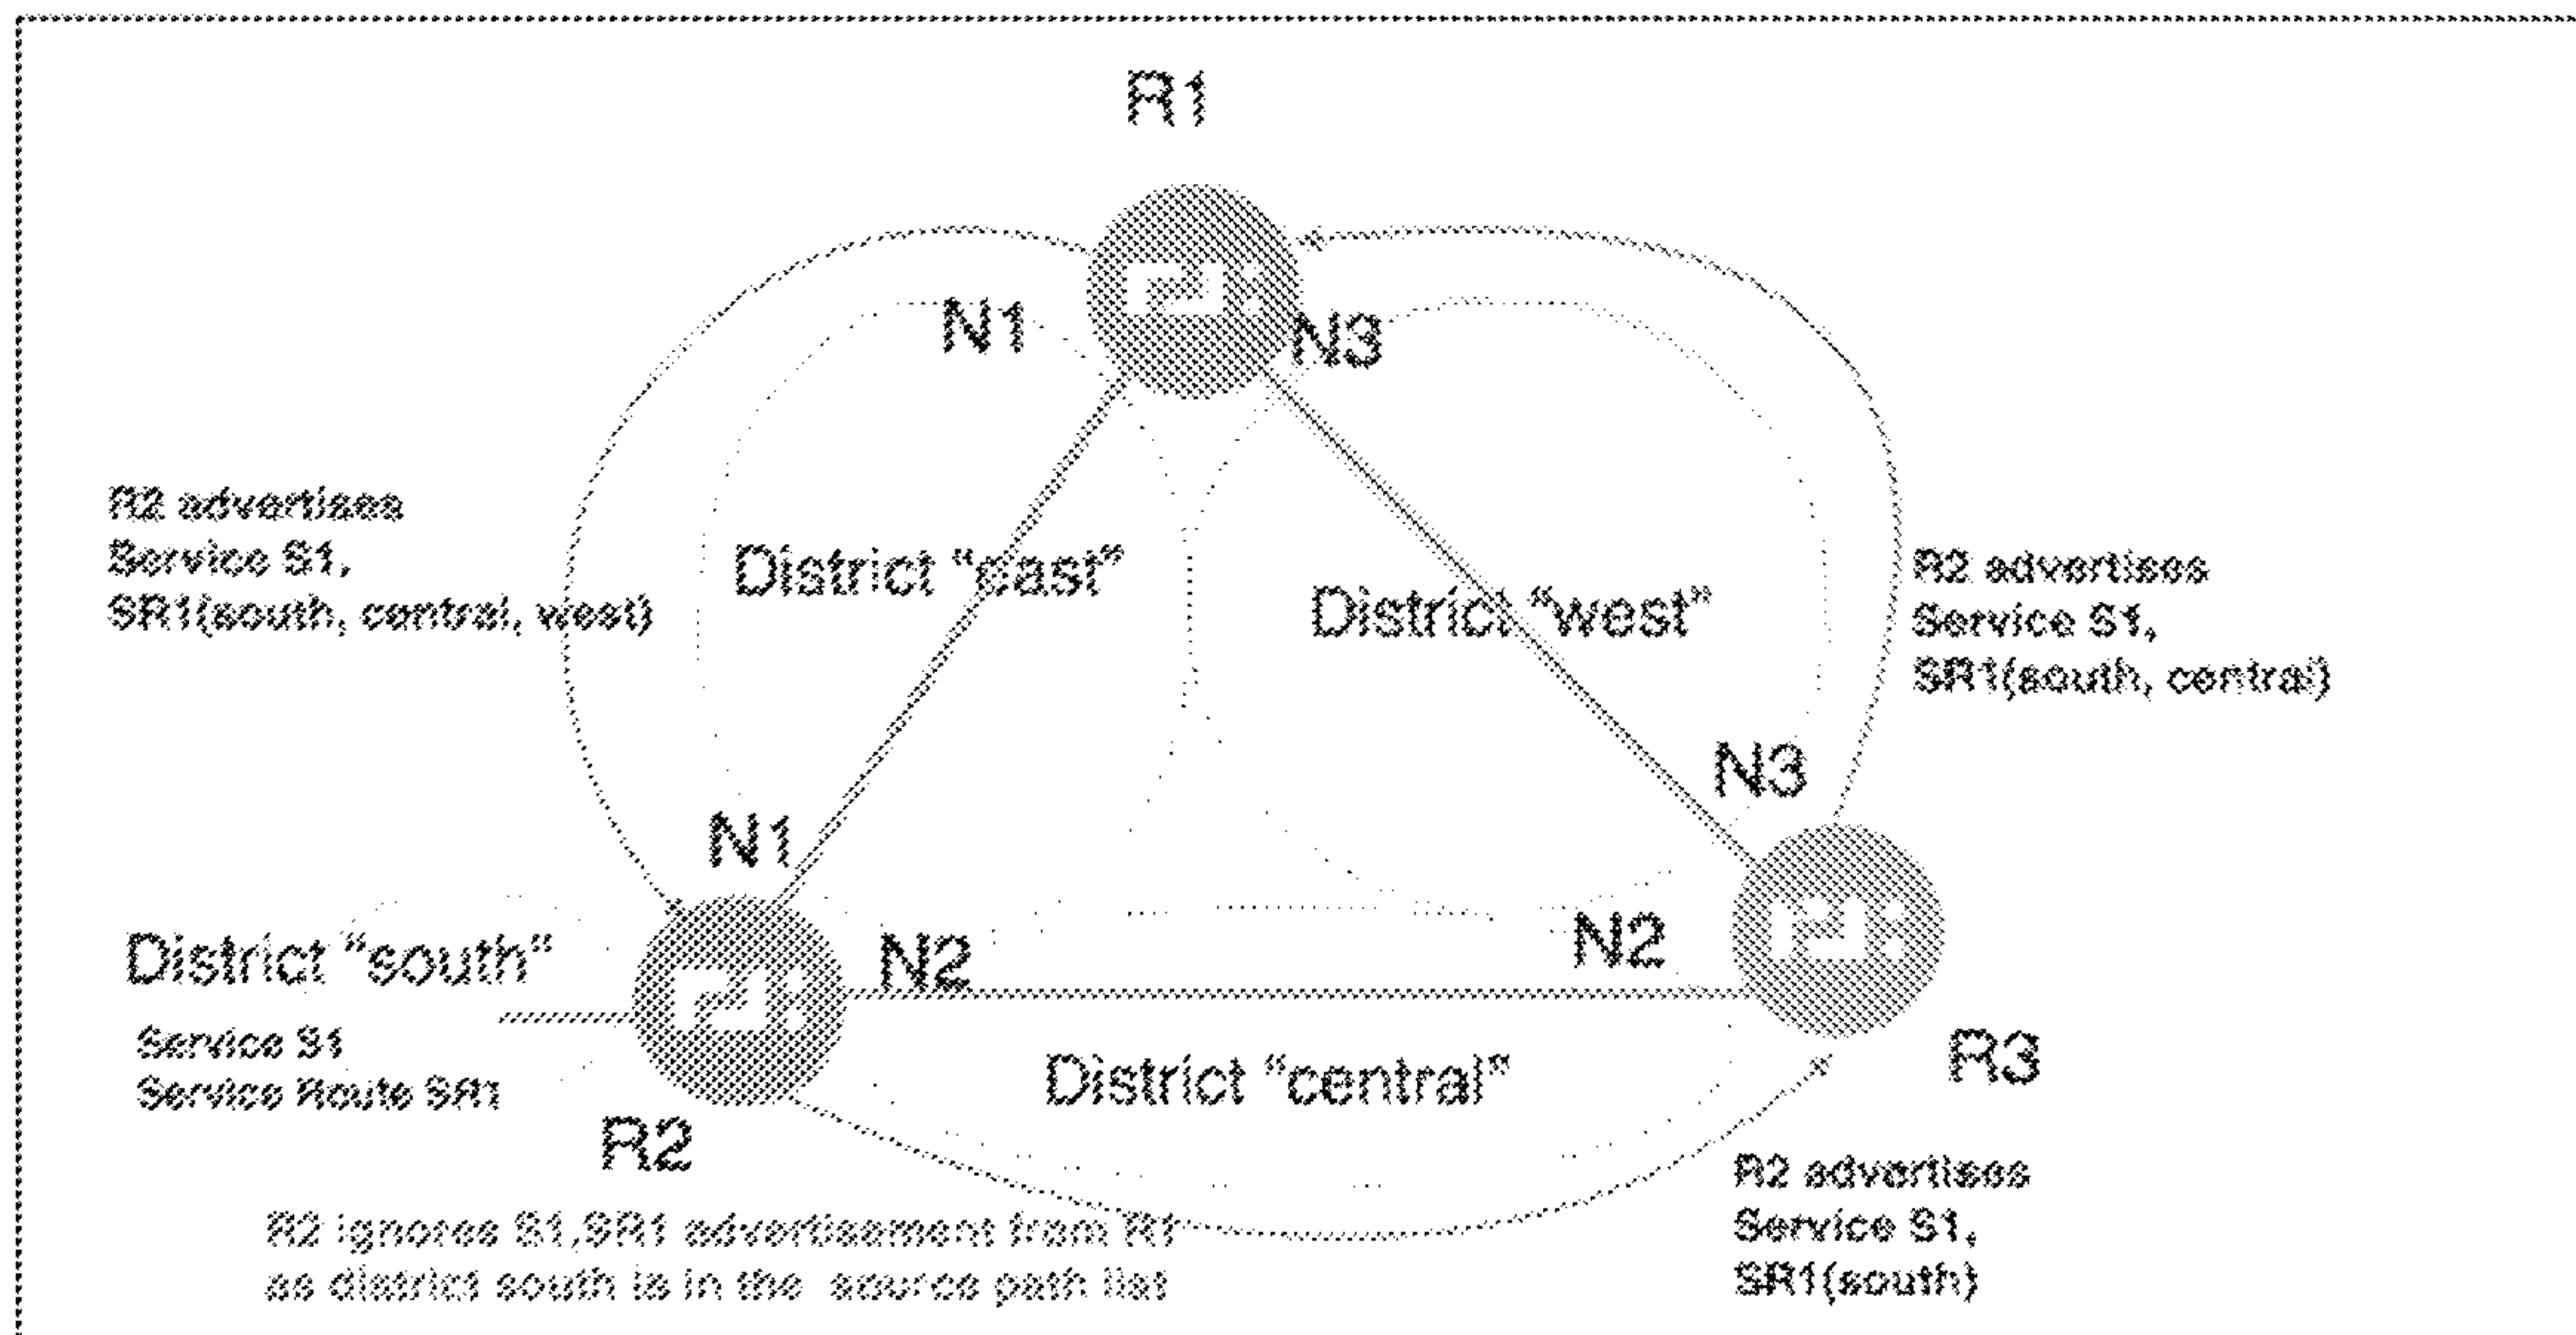 R1
N1
N3
R2 advertises
Service S1,
SR1(south, central, west)
District "east"
District "west"
R2 advertises
Service S1,
SR1(south, central)
N3
N1
District "south"
N2
N2
Service S1
Service Route SR1
District "central"
R3
R2
R2 advertises
Service S1,
SR1(south)
R2 ignores S1,SR1 advertisement from R1
as district south is in the source path list